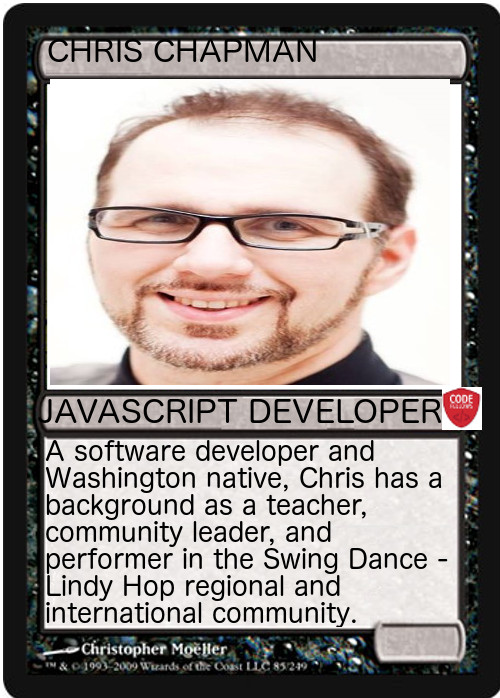 CHRIS CHAPMAN
JAVASCRIPT DEVELOPER
CODE
FELLOWS
A software developer and
Washington native, Chris has a
background as a teacher,
community leader, and
performer in the Swing Dance -
Lindy Hop regional and
international community.
Christopher Moeller
™ & © 1993–2009 Wizards of the Coast LLC 85/249